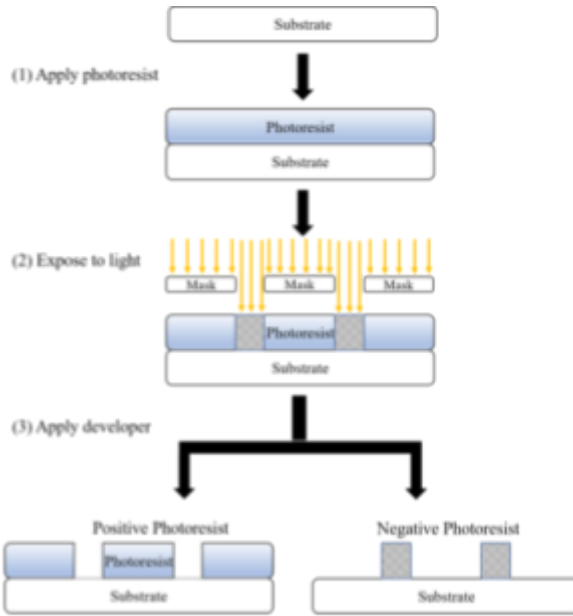 Substrate
(1) Apply photoresist
Photoresist
Substrate
(2) Expose to light
Mask Mask Mask
Photoresist
Substrate
(3) Apply developer
Positive Photoresist Negative Photoresist
Photoresist
Substrate Substrate